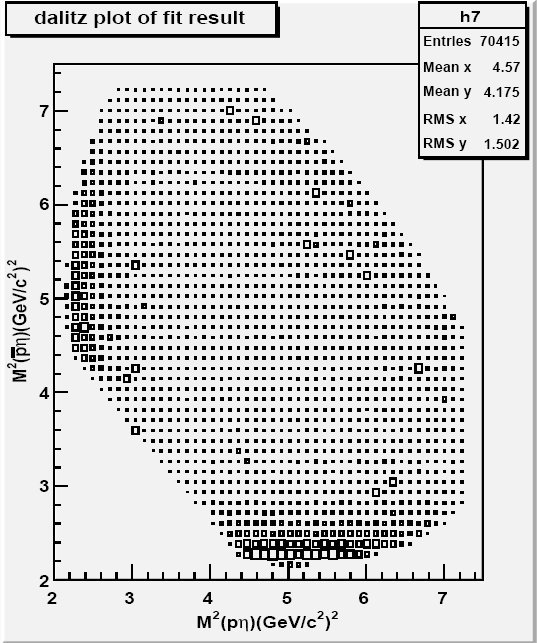 dalitz plot of fit result
h7
Entries 70415
Mean x 4.57
Mean y 4.175
RMS x 1.42
RMS y 1.502
7
6
5
4
3
2
M²(p̅η)(GeV/c²)²
2 3 4 5 6 7
M²(pη)(GeV/c²)²